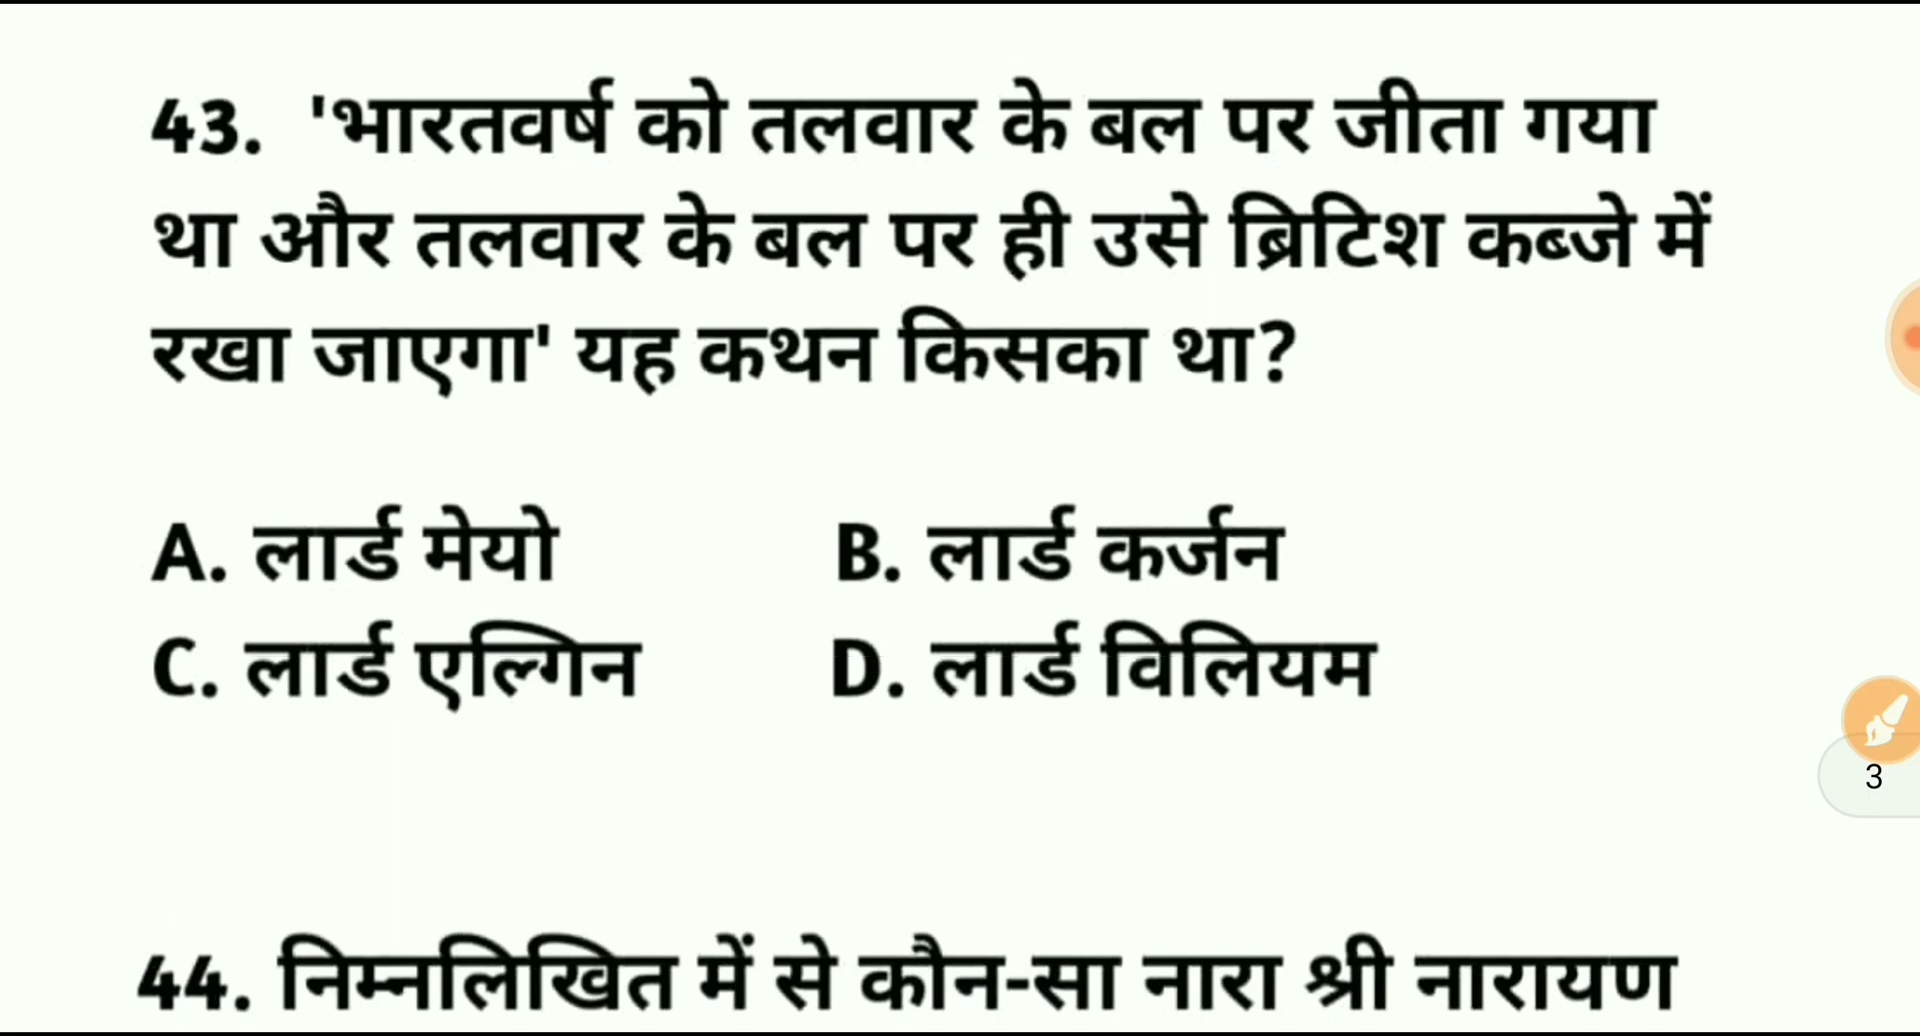 43. 'भारतवर्ष को तलवार के बल पर जीता गया
था और तलवार के बल पर ही उसे ब्रिटिश कब्जे में
रखा जाएगा' यह कथन किसका था?
A. लार्ड मेयो B. लार्ड कर्जन
C. लार्ड एल्गिन D. लार्ड विलियम
3
44. निम्नलिखित में से कौन-सा नारा श्री नारायण